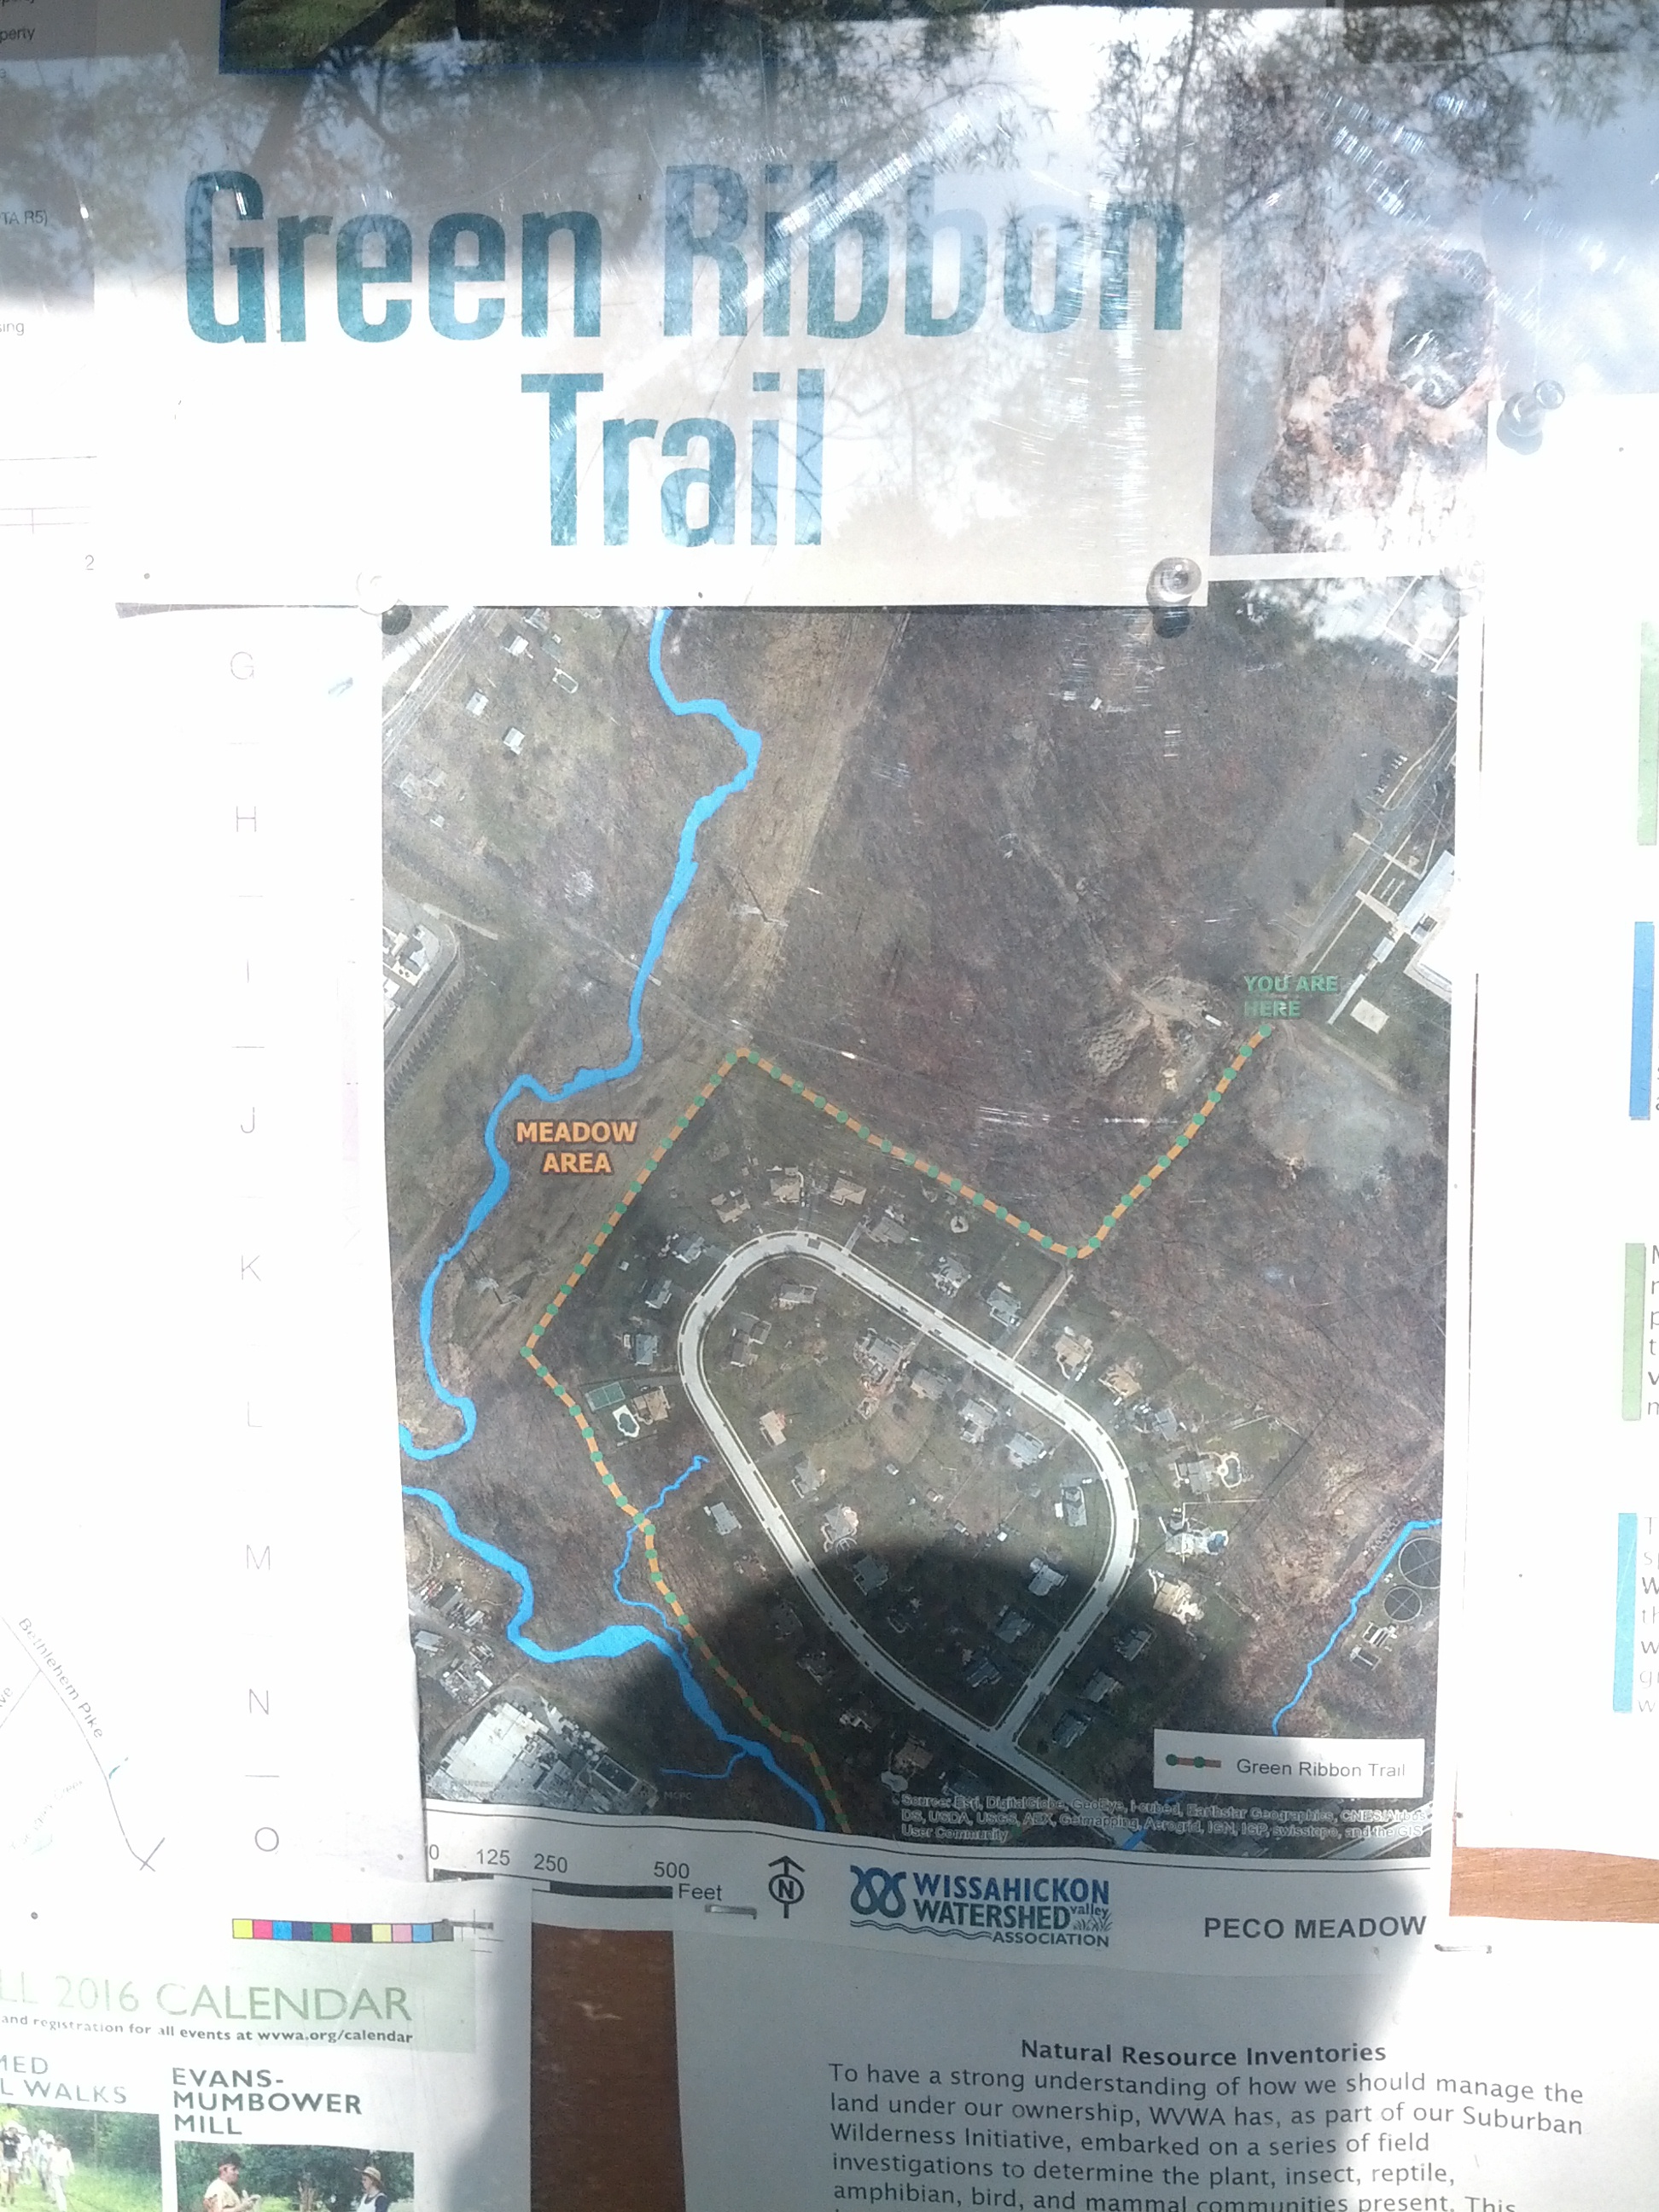 perty
TA R5)
sing
2
Green Ribbon
Trail
G
H
I
J
K
L
M
N
O
YOU ARE
HERE
MEADOW
AREA
Green Ribbon Trail
Source: Esri, DigitalGlobe, GeoEye, i-cubed, Earthstar Geographics, CNES/Airbus
DS, USDA, USGS, AEX, Getmapping, Aerogrid, IGN, IGP, swisstopo, and the GIS
User Community
0 125 250 500
Feet
N
WISSAHICKON
valley
WATERSHED
ASSOCIATION
PECO MEADOW
Bethlehem Pike
LL 2016 CALENDAR
and registration for all events at wvwa.org/calendar
MED
L WALKS
EVANS-
MUMBOWER
MILL
Natural Resource Inventories
To have a strong understanding of how we should manage the
land under our ownership, WVWA has, as part of our Suburban
Wilderness Initiative, embarked on a series of field
investigations to determine the plant, insect, reptile,
amphibian, bird, and mammal communities present. This